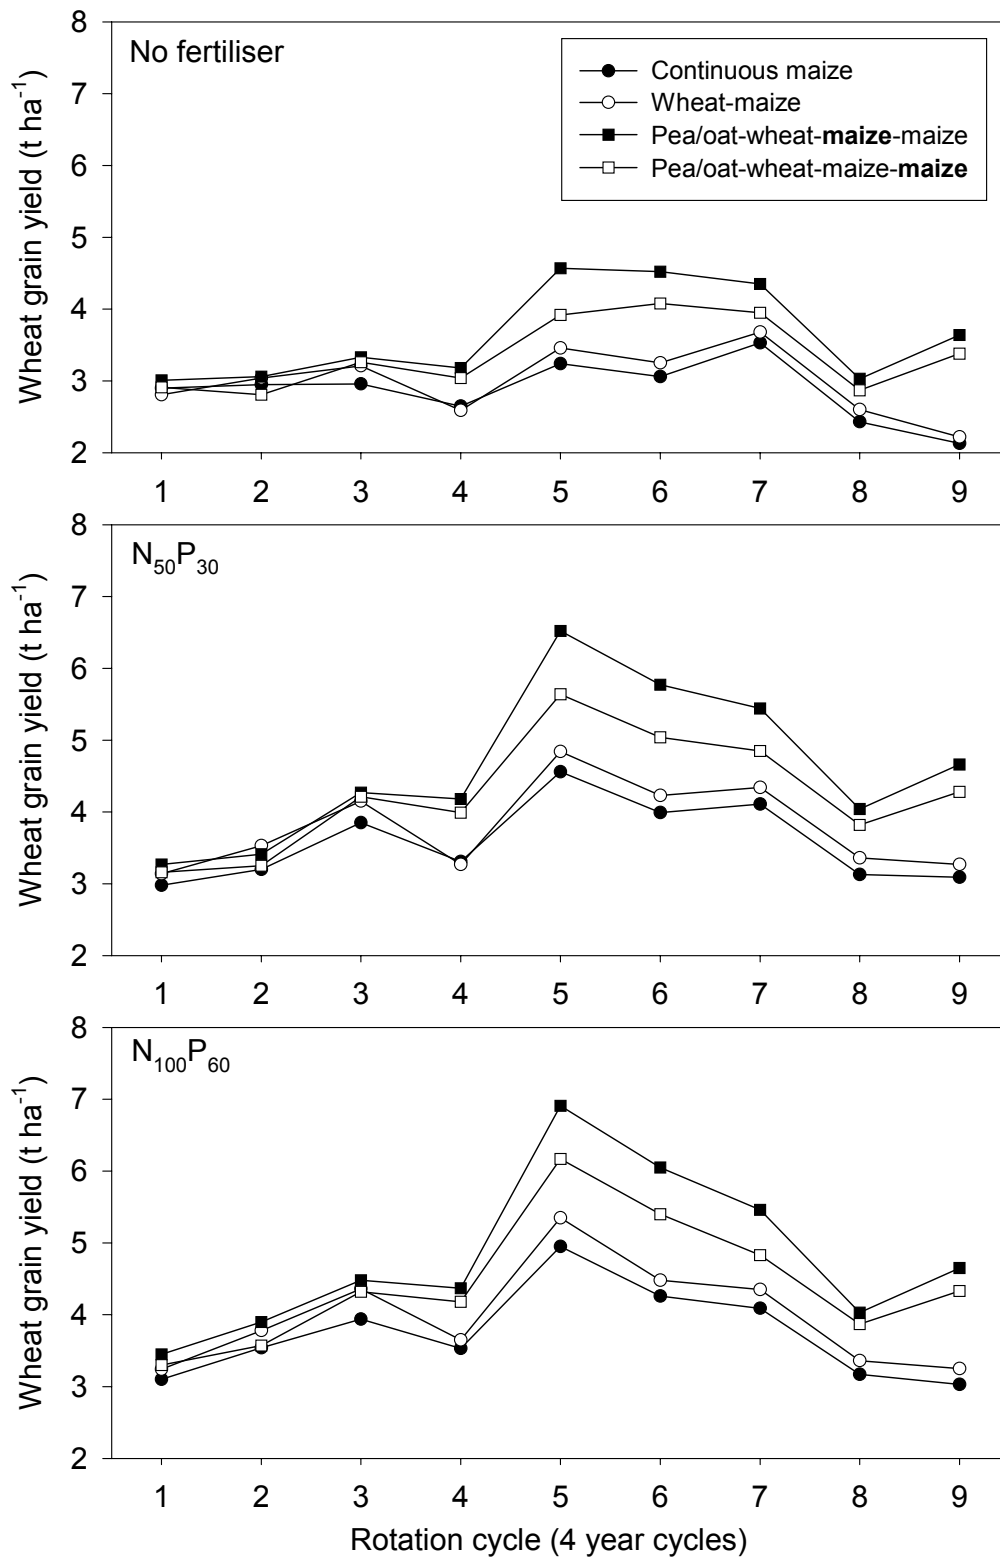 No fertiliser
Continuous maize
Wheat-maize
Pea/oat-wheat-maize-maize
Pea/oat-wheat-maize-maize
Wheat grain yield (t ha⁻¹)
8
7
6
5
4
3
2
1 2 3 4 5 6 7 8 9
N₅₀P₃₀
Wheat grain yield (t ha⁻¹)
8
7
6
5
4
3
2
1 2 3 4 5 6 7 8 9
N₁₀₀P₆₀
Wheat grain yield (t ha⁻¹)
8
7
6
5
4
3
2
1 2 3 4 5 6 7 8 9
Rotation cycle (4 year cycles)